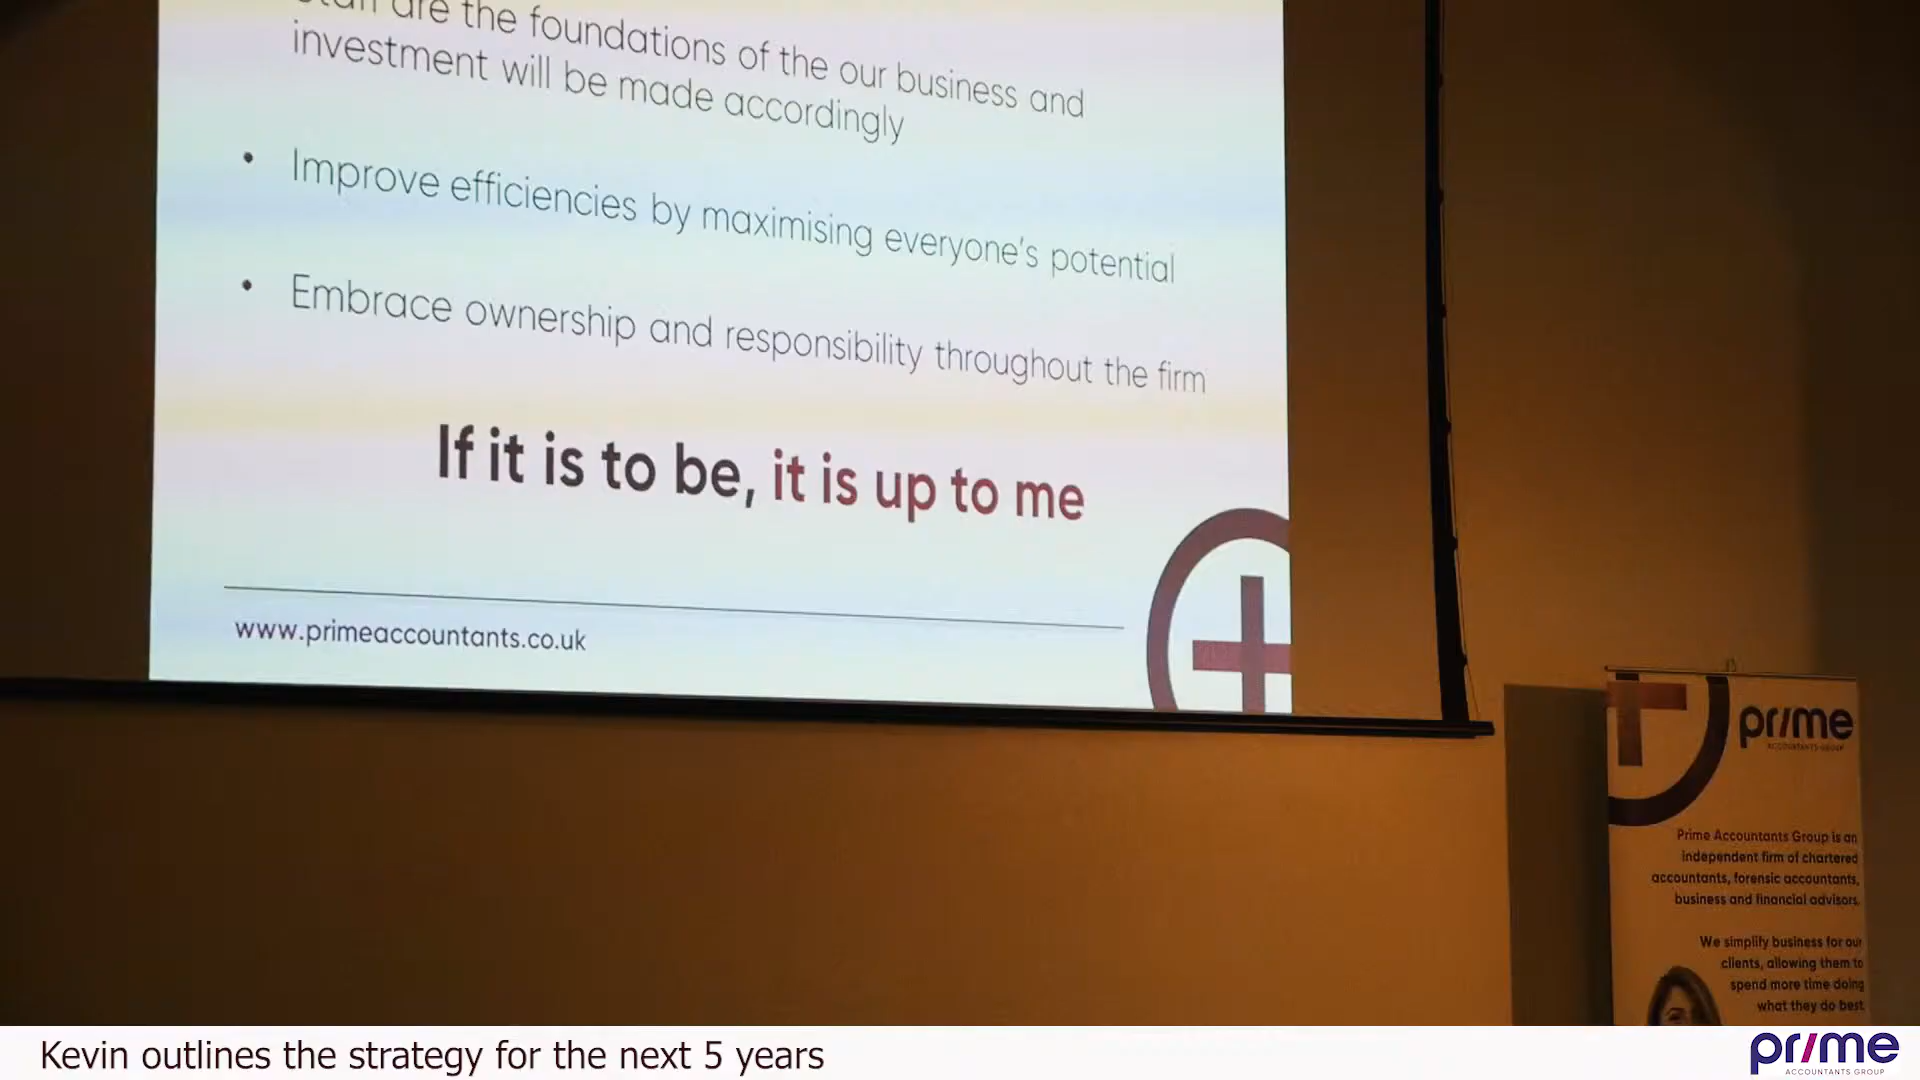 Staff are the foundations of the our business and
investment will be made accordingly
• Improve efficiencies by maximising everyone's potential
• Embrace ownership and responsibility throughout the firm
If it is to be, it is up to me
www.primeaccountants.co.uk
prime
ACCOUNTANTS GROUP
Prime Accountants Group is an
independent firm of chartered
accountants, forensic accountants,
business and financial advisors.
We simplify business for our
clients, allowing them to
spend more time doing
what they do best
Kevin outlines the strategy for the next 5 years
prime
ACCOUNTANTS GROUP